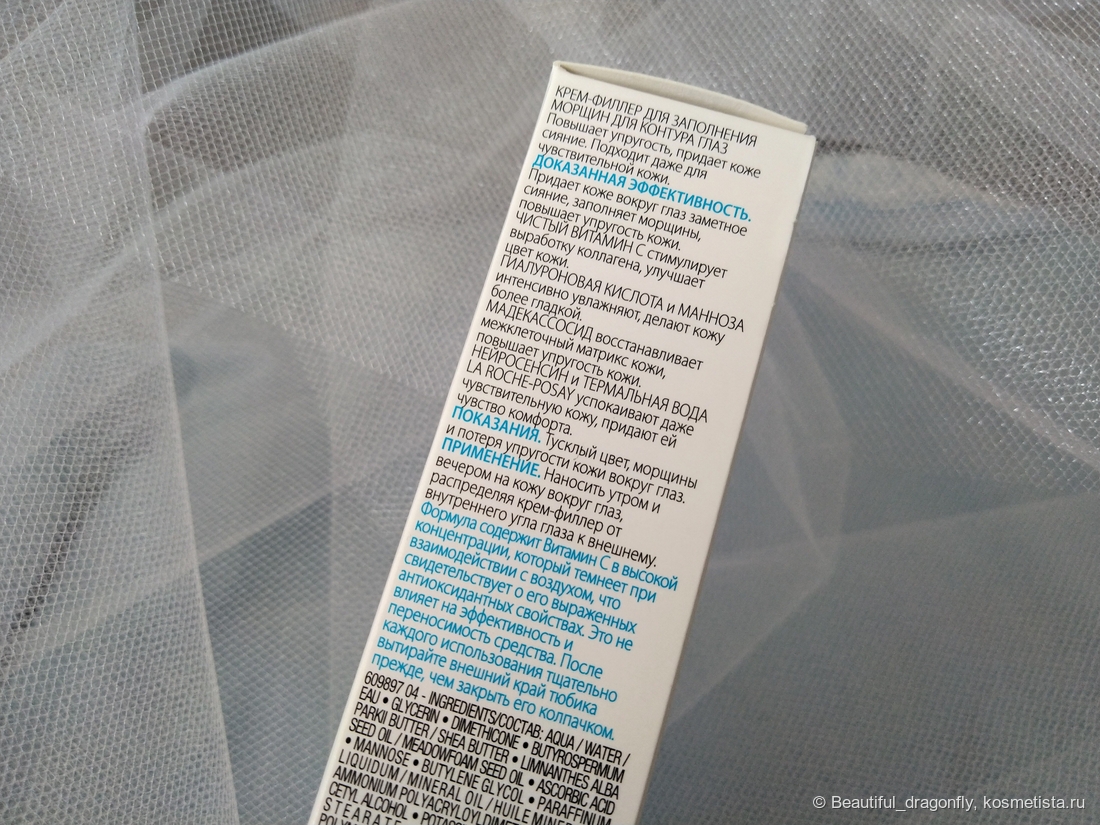 КРЕМ-ФИЛЛЕР ДЛЯ ЗАПОЛНЕНИЯ
МОРЩИН ДЛЯ КОНТУРА ГЛАЗ
Повышает упругость, придает коже
сияние. Подходит даже для
чувствительной кожи.
ДОКАЗАННАЯ ЭФФЕКТИВНОСТЬ.
Придает коже вокруг глаз заметное
сияние, заполняет морщины,
повышает упругость кожи.
ЧИСТЫЙ ВИТАМИН С стимулирует
выработку коллагена, улучшает
цвет кожи.
ГИАЛУРОНОВАЯ КИСЛОТА и МАННОЗА
интенсивно увлажняют, делают кожу
более гладкой.
МАДЕКАССОСИД восстанавливает
межклеточный матрикс кожи,
повышает упругость кожи.
НЕЙРОСЕНСИН и ТЕРМАЛЬНАЯ ВОДА
LA ROCHE-POSAY успокаивают даже
чувствительную кожу, придают ей
чувство комфорта.
ПОКАЗАНИЯ. Тусклый цвет, морщины
и потеря упругости кожи вокруг глаз.
ПРИМЕНЕНИЕ. Наносить утром и
вечером на кожу вокруг глаз,
распределяя крем-филлер от
внутреннего угла глаза к внешнему.
Формула содержит Витамин С в высокой
концентрации, который темнеет при
взаимодействии с воздухом, что
свидетельствует о его выраженных
антиоксидантных свойствах. Это не
влияет на эффективность и
переносимость средства. После
каждого использования тщательно
вытирайте внешний край тюбика
прежде, чем закрыть его колпачком.
609897 04 - INGREDIENTS/СОСТАВ: AQUA / WATER /
EAU • GLYCERIN • DIMETHICONE • BUTYROSPERMUM
PARKII BUTTER / SHEA BUTTER • LIMNANTHES ALBA
SEED OIL / MEADOWFOAM SEED OIL • ASCORBIC ACID
• MANNOSE • BUTYLENE GLYCOL • PARAFFINUM
LIQUIDUM / MINERAL OIL / HUILE MINER
AMMONIUM POLYACRYLOYLDIMET
CETYL ALCOHOL • POTAS
STEARATE
© Beautiful_dragonfly, kosmetista.ru